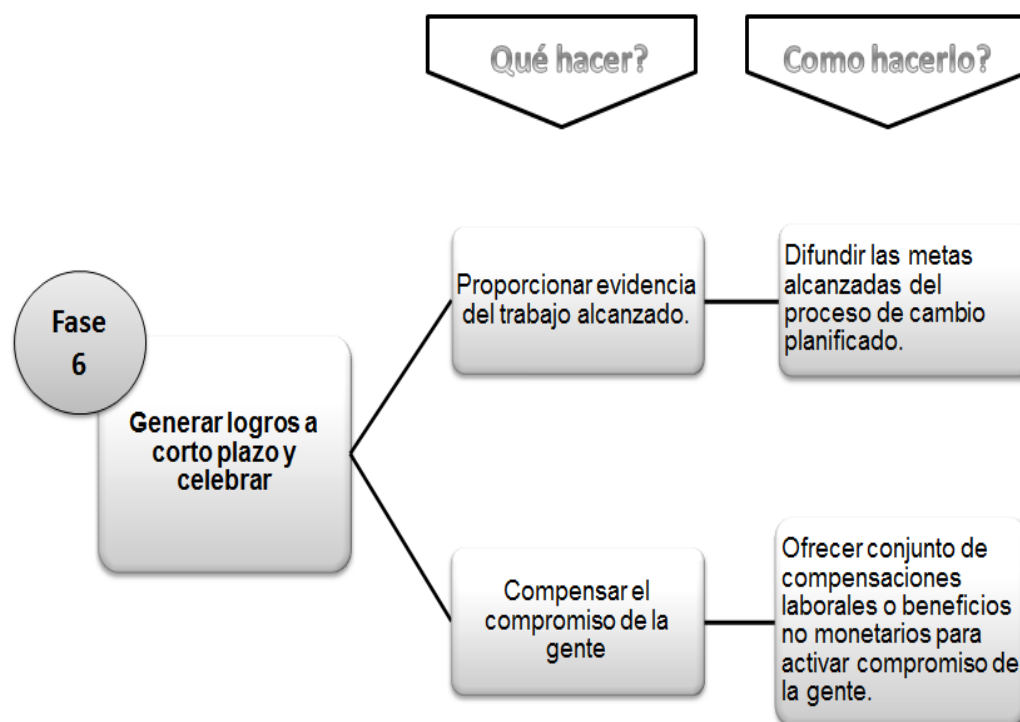 Qué hacer?
Como hacerlo?
Fase
6
Generar logros a
corto plazo y
celebrar
Proporcionar evidencia
del trabajo alcanzado.
Difundir las metas
alcanzadas del
proceso de cambio
planificado.
Compensar el
compromiso de la
gente
Ofrecer conjunto de
compensaciones
laborales o beneficios
no monetarios para
activar compromiso de
la gente.